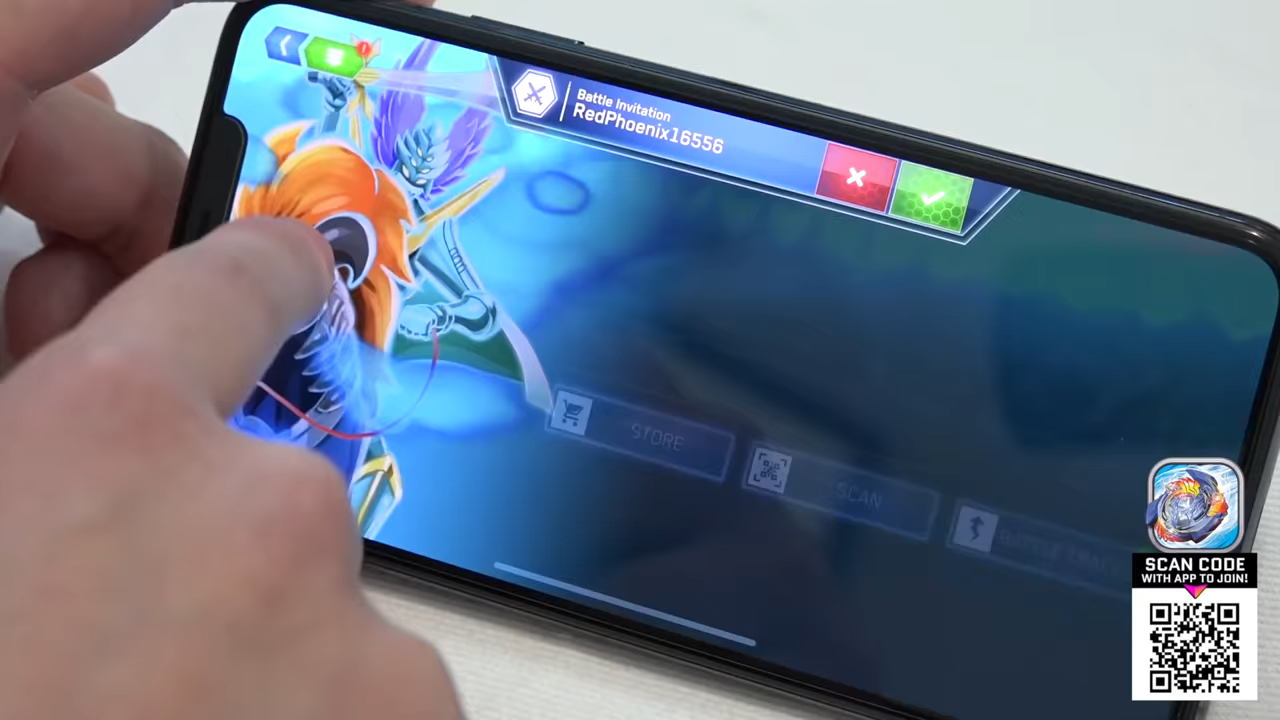 Battle Invitation
RedPhoenix16556
STORE
SCAN
SCAN CODE
WITH APP TO JOIN!